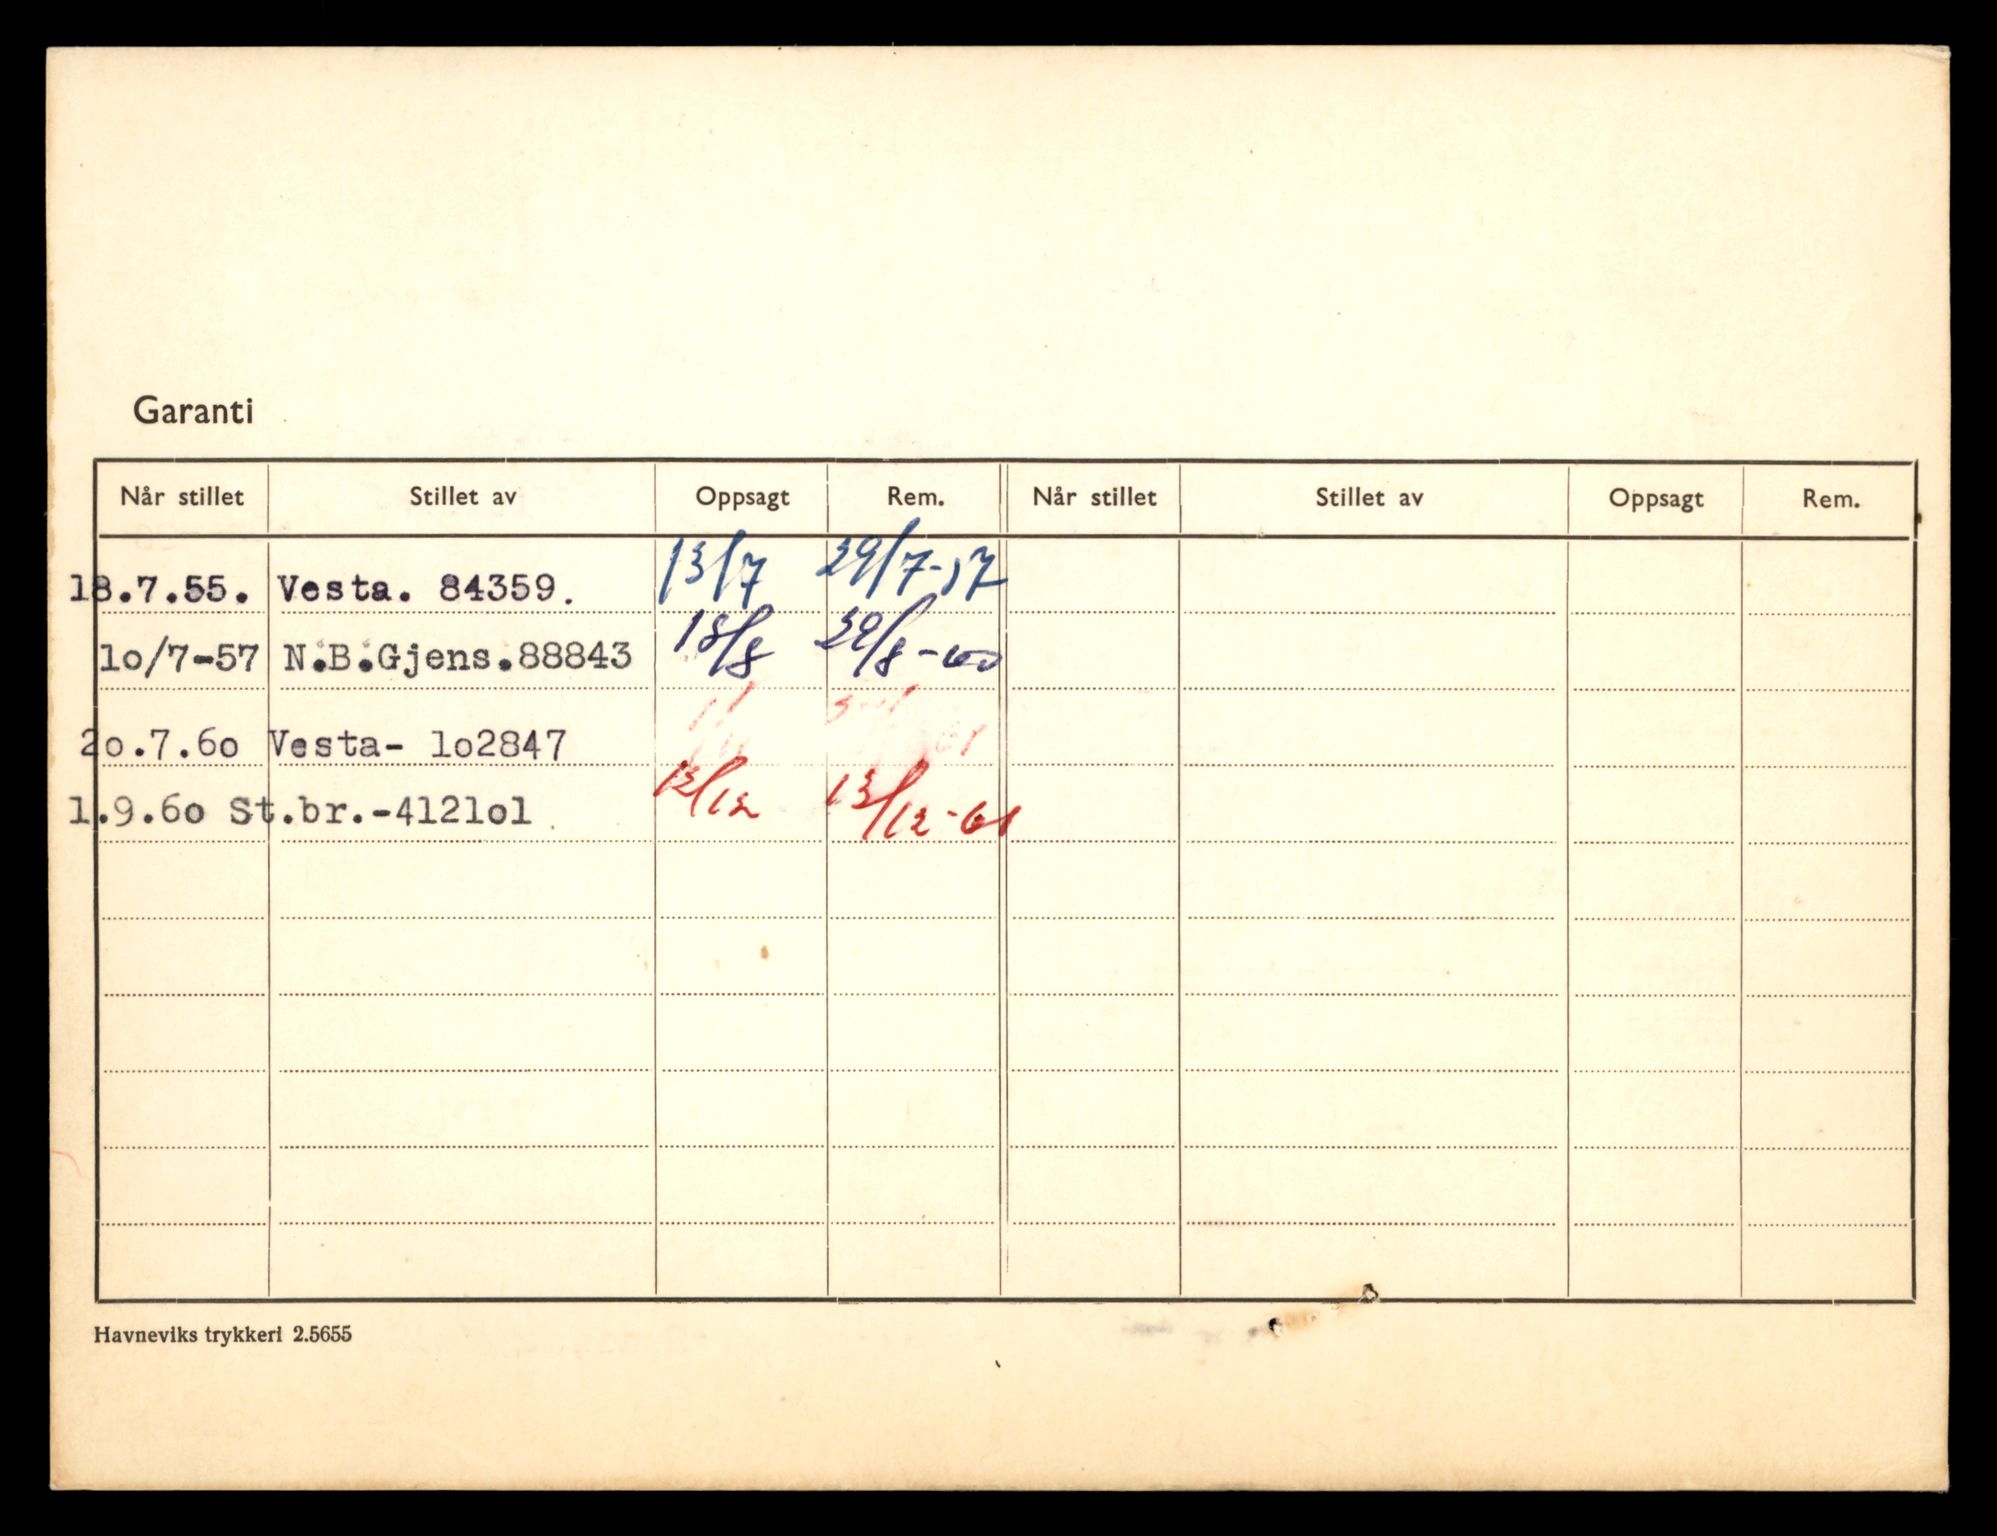 Garanti
Når stillet Stillet av Oppsagt Rem. Når stillet Stillet av Oppsagt Rem.
18.7.55. Vesta. 84359. 13/7 29/7-57
1o/7-57 N.B.Gjens.88843 18/8 29/8-60
2o.7.6o Vesta- 1o2847
1.9.6o St.br.-4121o1 12/12 13/12-61
Havneviks trykkeri 2.5655